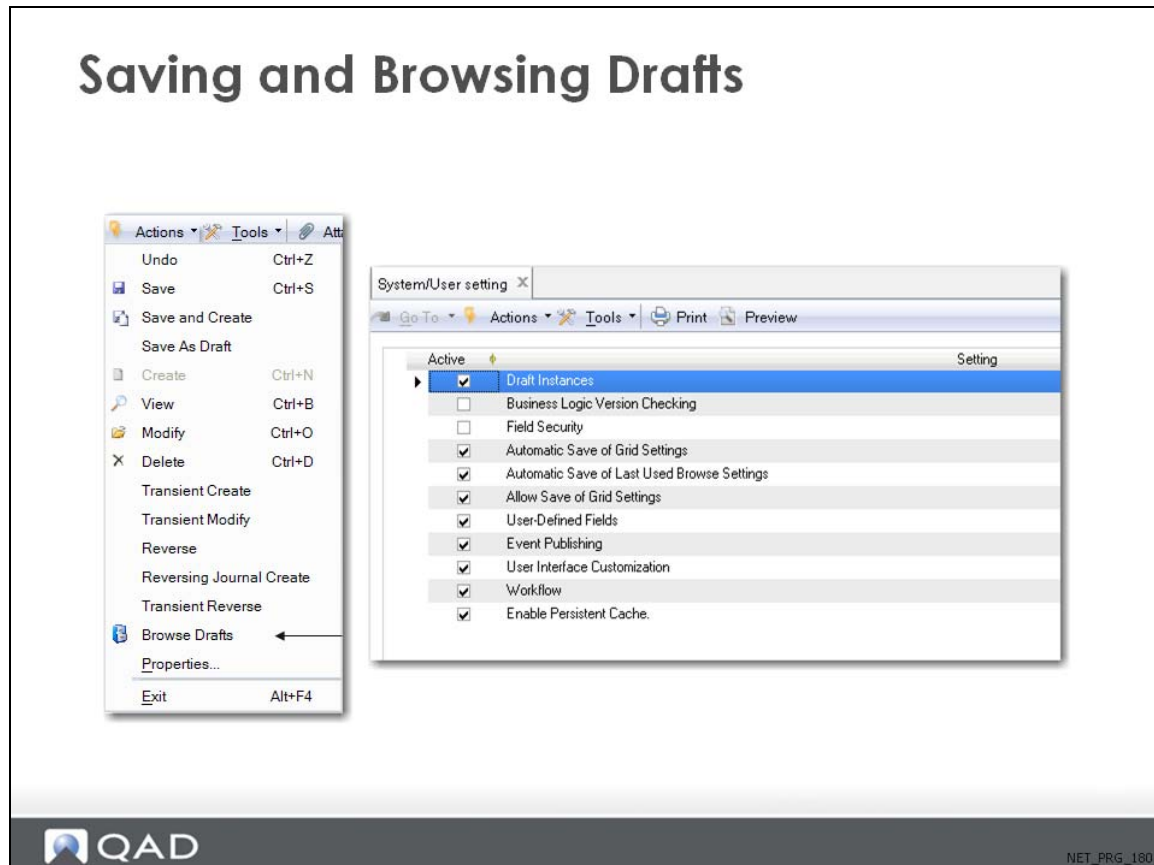 Saving and Browsing Drafts
Actions Tools Atta
Undo Ctrl+Z
Save Ctrl+S
Save and Create
Save As Draft
Create Ctrl+N
View Ctrl+B
Modify Ctrl+O
Delete Ctrl+D
Transient Create
Transient Modify
Reverse
Reversing Journal Create
Transient Reverse
Browse Drafts
Properties...
Exit Alt+F4
System/User setting X
Go To Actions Tools Print Preview
Active Setting
Draft Instances
Business Logic Version Checking
Field Security
Automatic Save of Grid Settings
Automatic Save of Last Used Browse Settings
Allow Save of Grid Settings
User-Defined Fields
Event Publishing
User Interface Customization
Workflow
Enable Persistent Cache.
QAD
NET_PRG_180